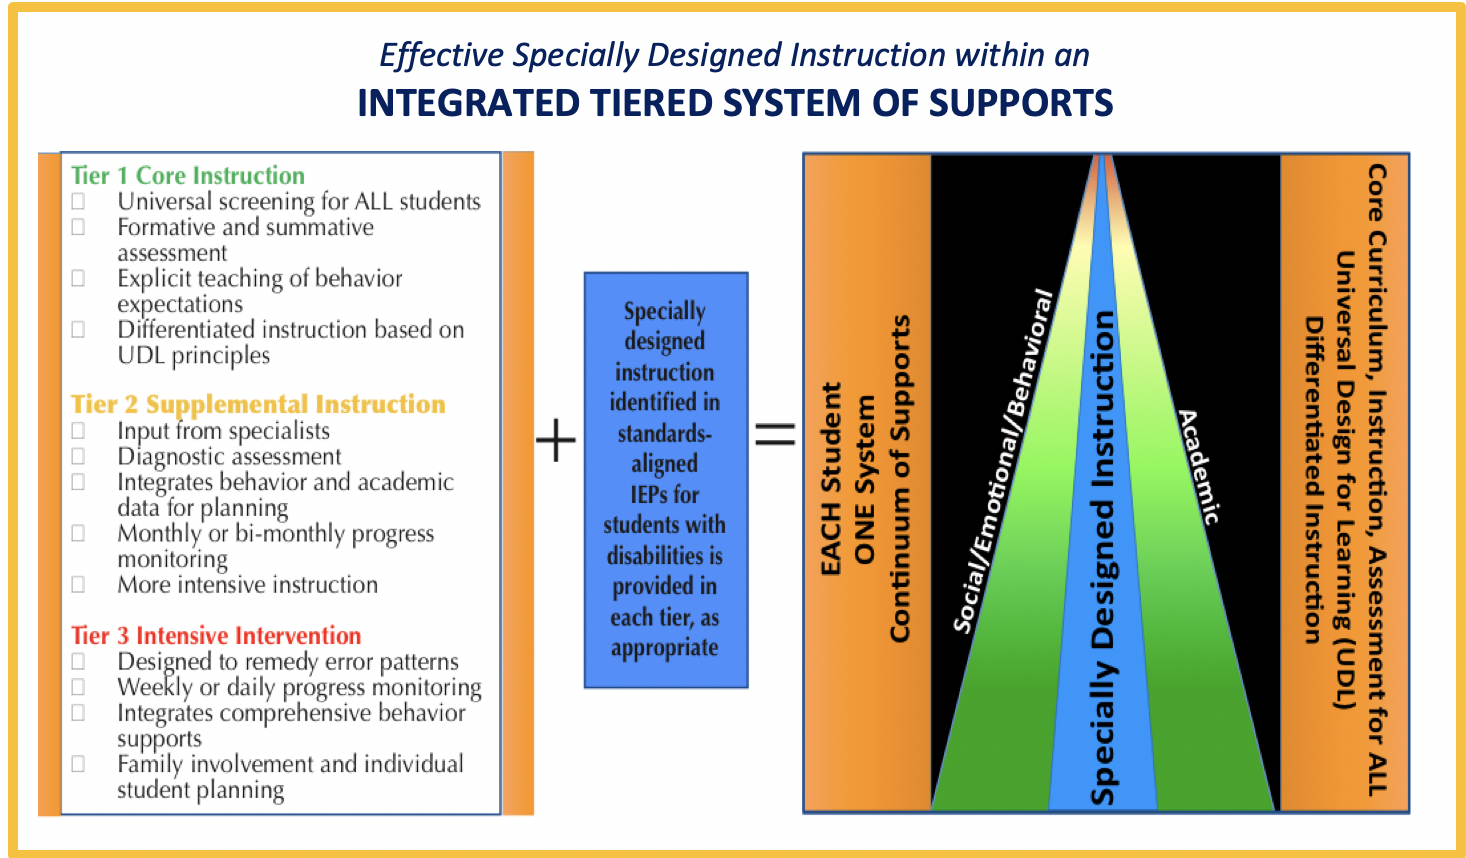 Effective Specially Designed Instruction within an
INTEGRATED TIERED SYSTEM OF SUPPORTS
Tier 1 Core Instruction
Universal screening for ALL students
Formative and summative
assessment
Explicit teaching of behavior
expectations
Differentiated instruction based on
UDL principles
Tier 2 Supplemental Instruction
Input from specialists
Diagnostic assessment
Integrates behavior and academic
data for planning
Monthly or bi-monthly progress
monitoring
More intensive instruction
Tier 3 Intensive Intervention
Designed to remedy error patterns
Weekly or daily progress monitoring
Integrates comprehensive behavior
supports
Family involvement and individual
student planning
+
Specially
designed
instruction
identified in
standards-
aligned
IEPs for
students with
disabilities is
provided in
each tier, as
appropriate
=
EACH Student
ONE System
Continuum of Supports
Social/Emotional/Behavioral
Specially Designed Instruction
Academic
Core Curriculum, Instruction, Assessment for ALL
Universal Design for Learning (UDL)
Differentiated Instruction